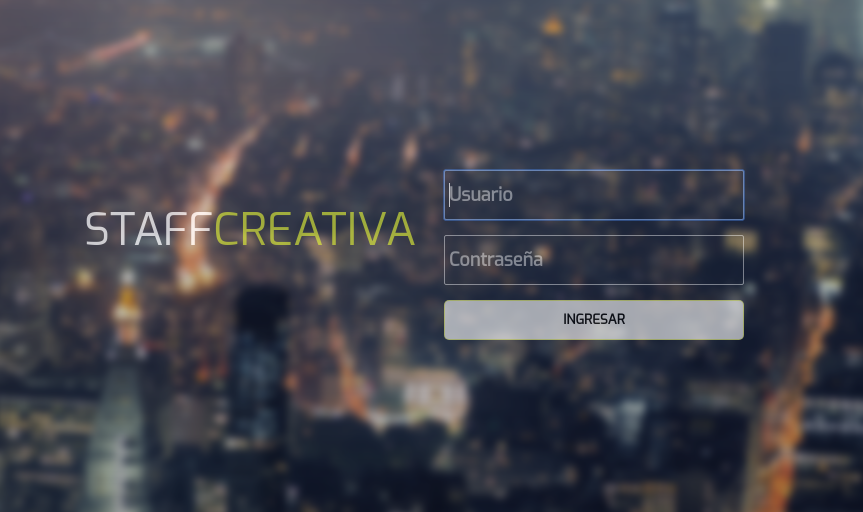 STAFFCREATIVA
Usuario
Contraseña
INGRESAR